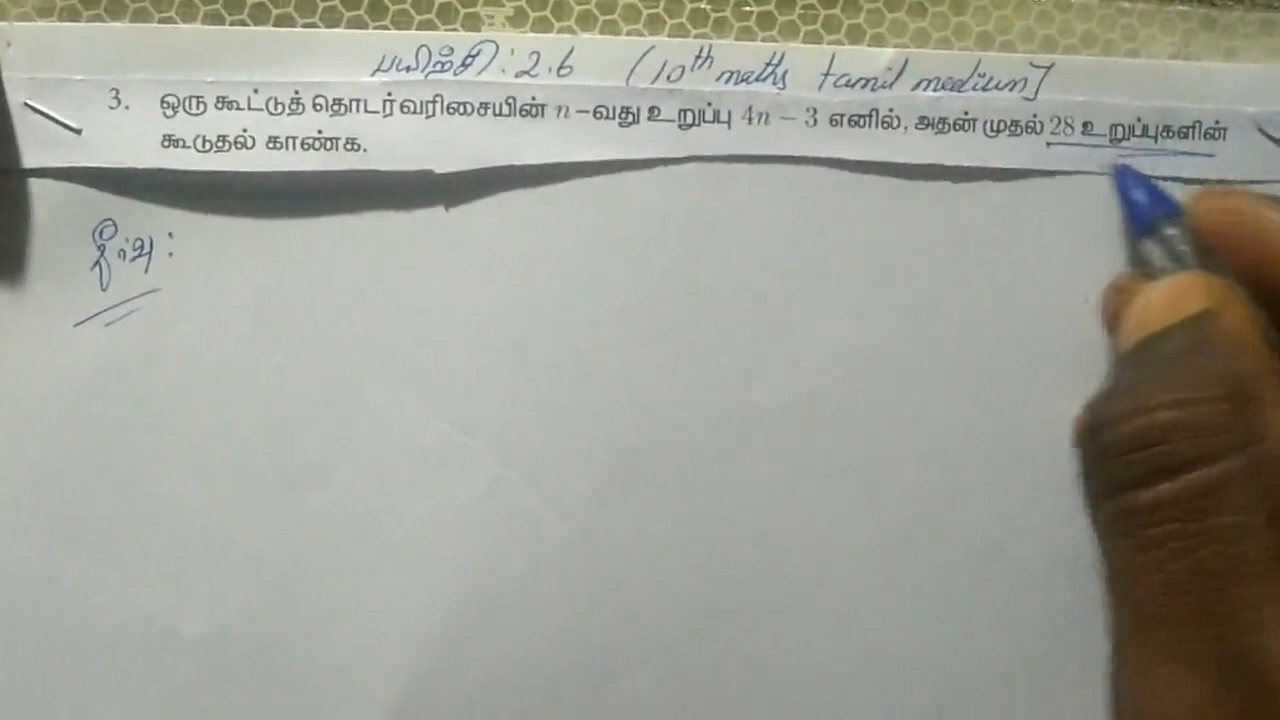 பயிற்சி : 2.6 (10th maths tamil medium]
3. ஒரு கூட்டுத் தொடர்வரிசையின் n –வது உறுப்பு 4n – 3 எனில், அதன் முதல் 28 உறுப்புகளின்
கூடுதல் காண்க.
தீர்வு :